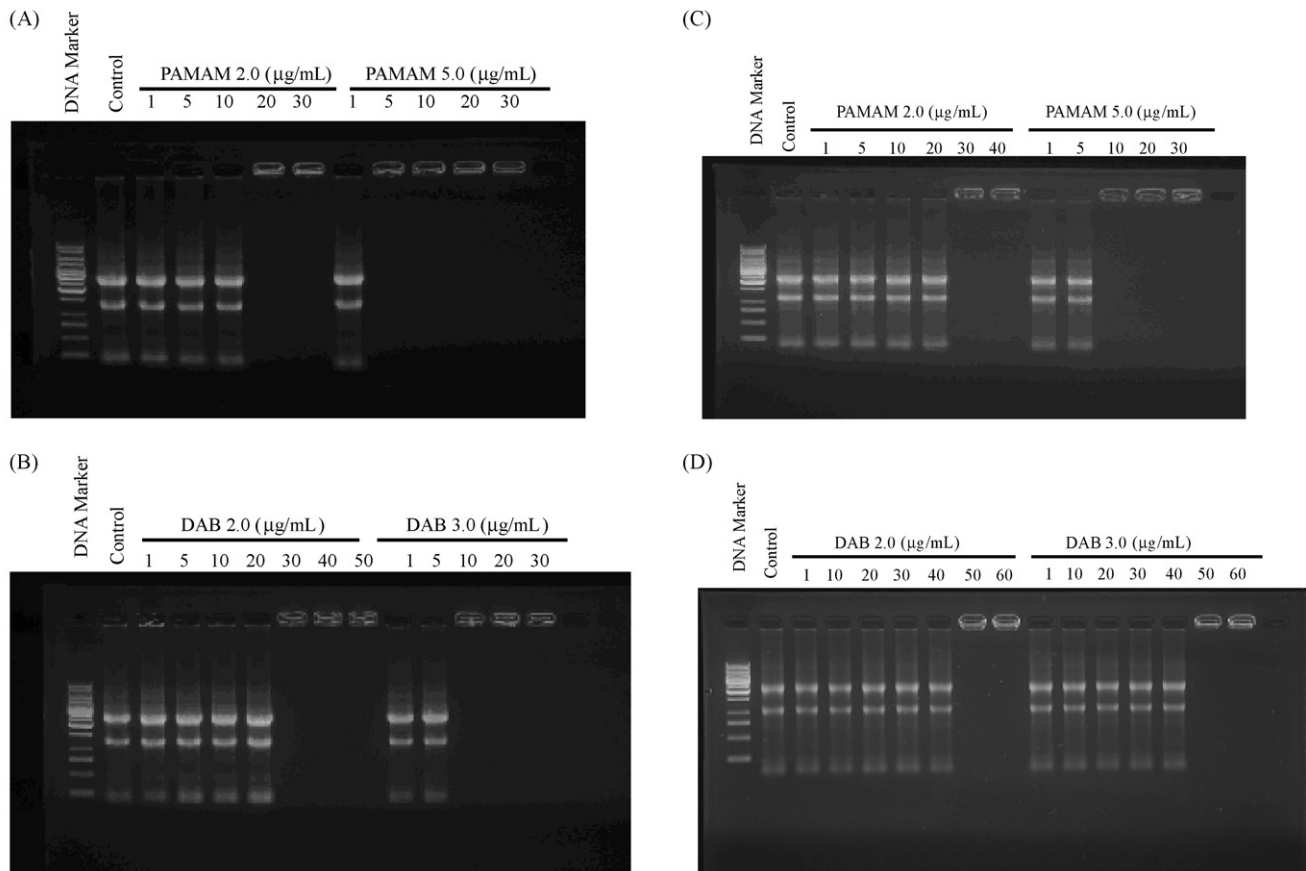 (A)
DNA Marker
Control
PAMAM 2.0 (µg/mL)
PAMAM 5.0 (µg/mL)
1 5 10 20 30 1 5 10 20 30
(C)
DNA Marker
Control
PAMAM 2.0 (µg/mL)
PAMAM 5.0 (µg/mL)
1 5 10 20 30 40 1 5 10 20 30
(B)
DNA Marker
Control
DAB 2.0 (µg/mL)
DAB 3.0 (µg/mL)
1 5 10 20 30 40 50 1 5 10 20 30
(D)
DNA Marker
Control
DAB 2.0 (µg/mL)
DAB 3.0 (µg/mL)
1 10 20 30 40 50 60 1 10 20 30 40 50 60